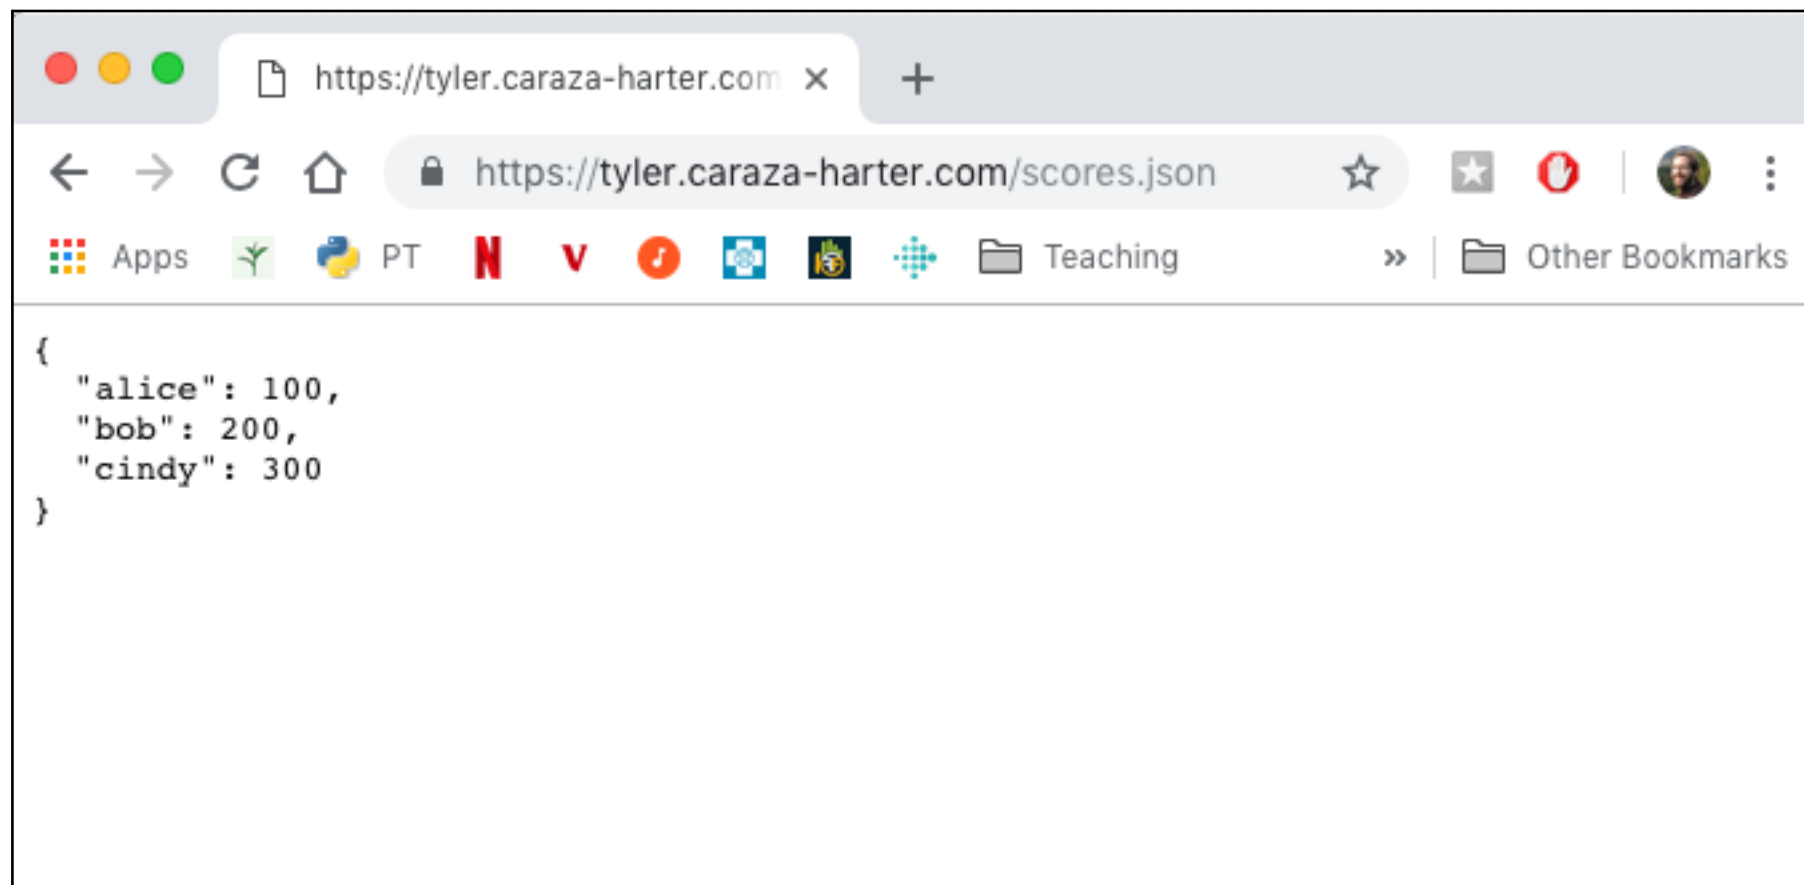 https://tyler.caraza-harter.com
https://tyler.caraza-harter.com/scores.json
Apps PT N V Teaching » Other Bookmarks
{
  "alice": 100,
  "bob": 200,
  "cindy": 300
}